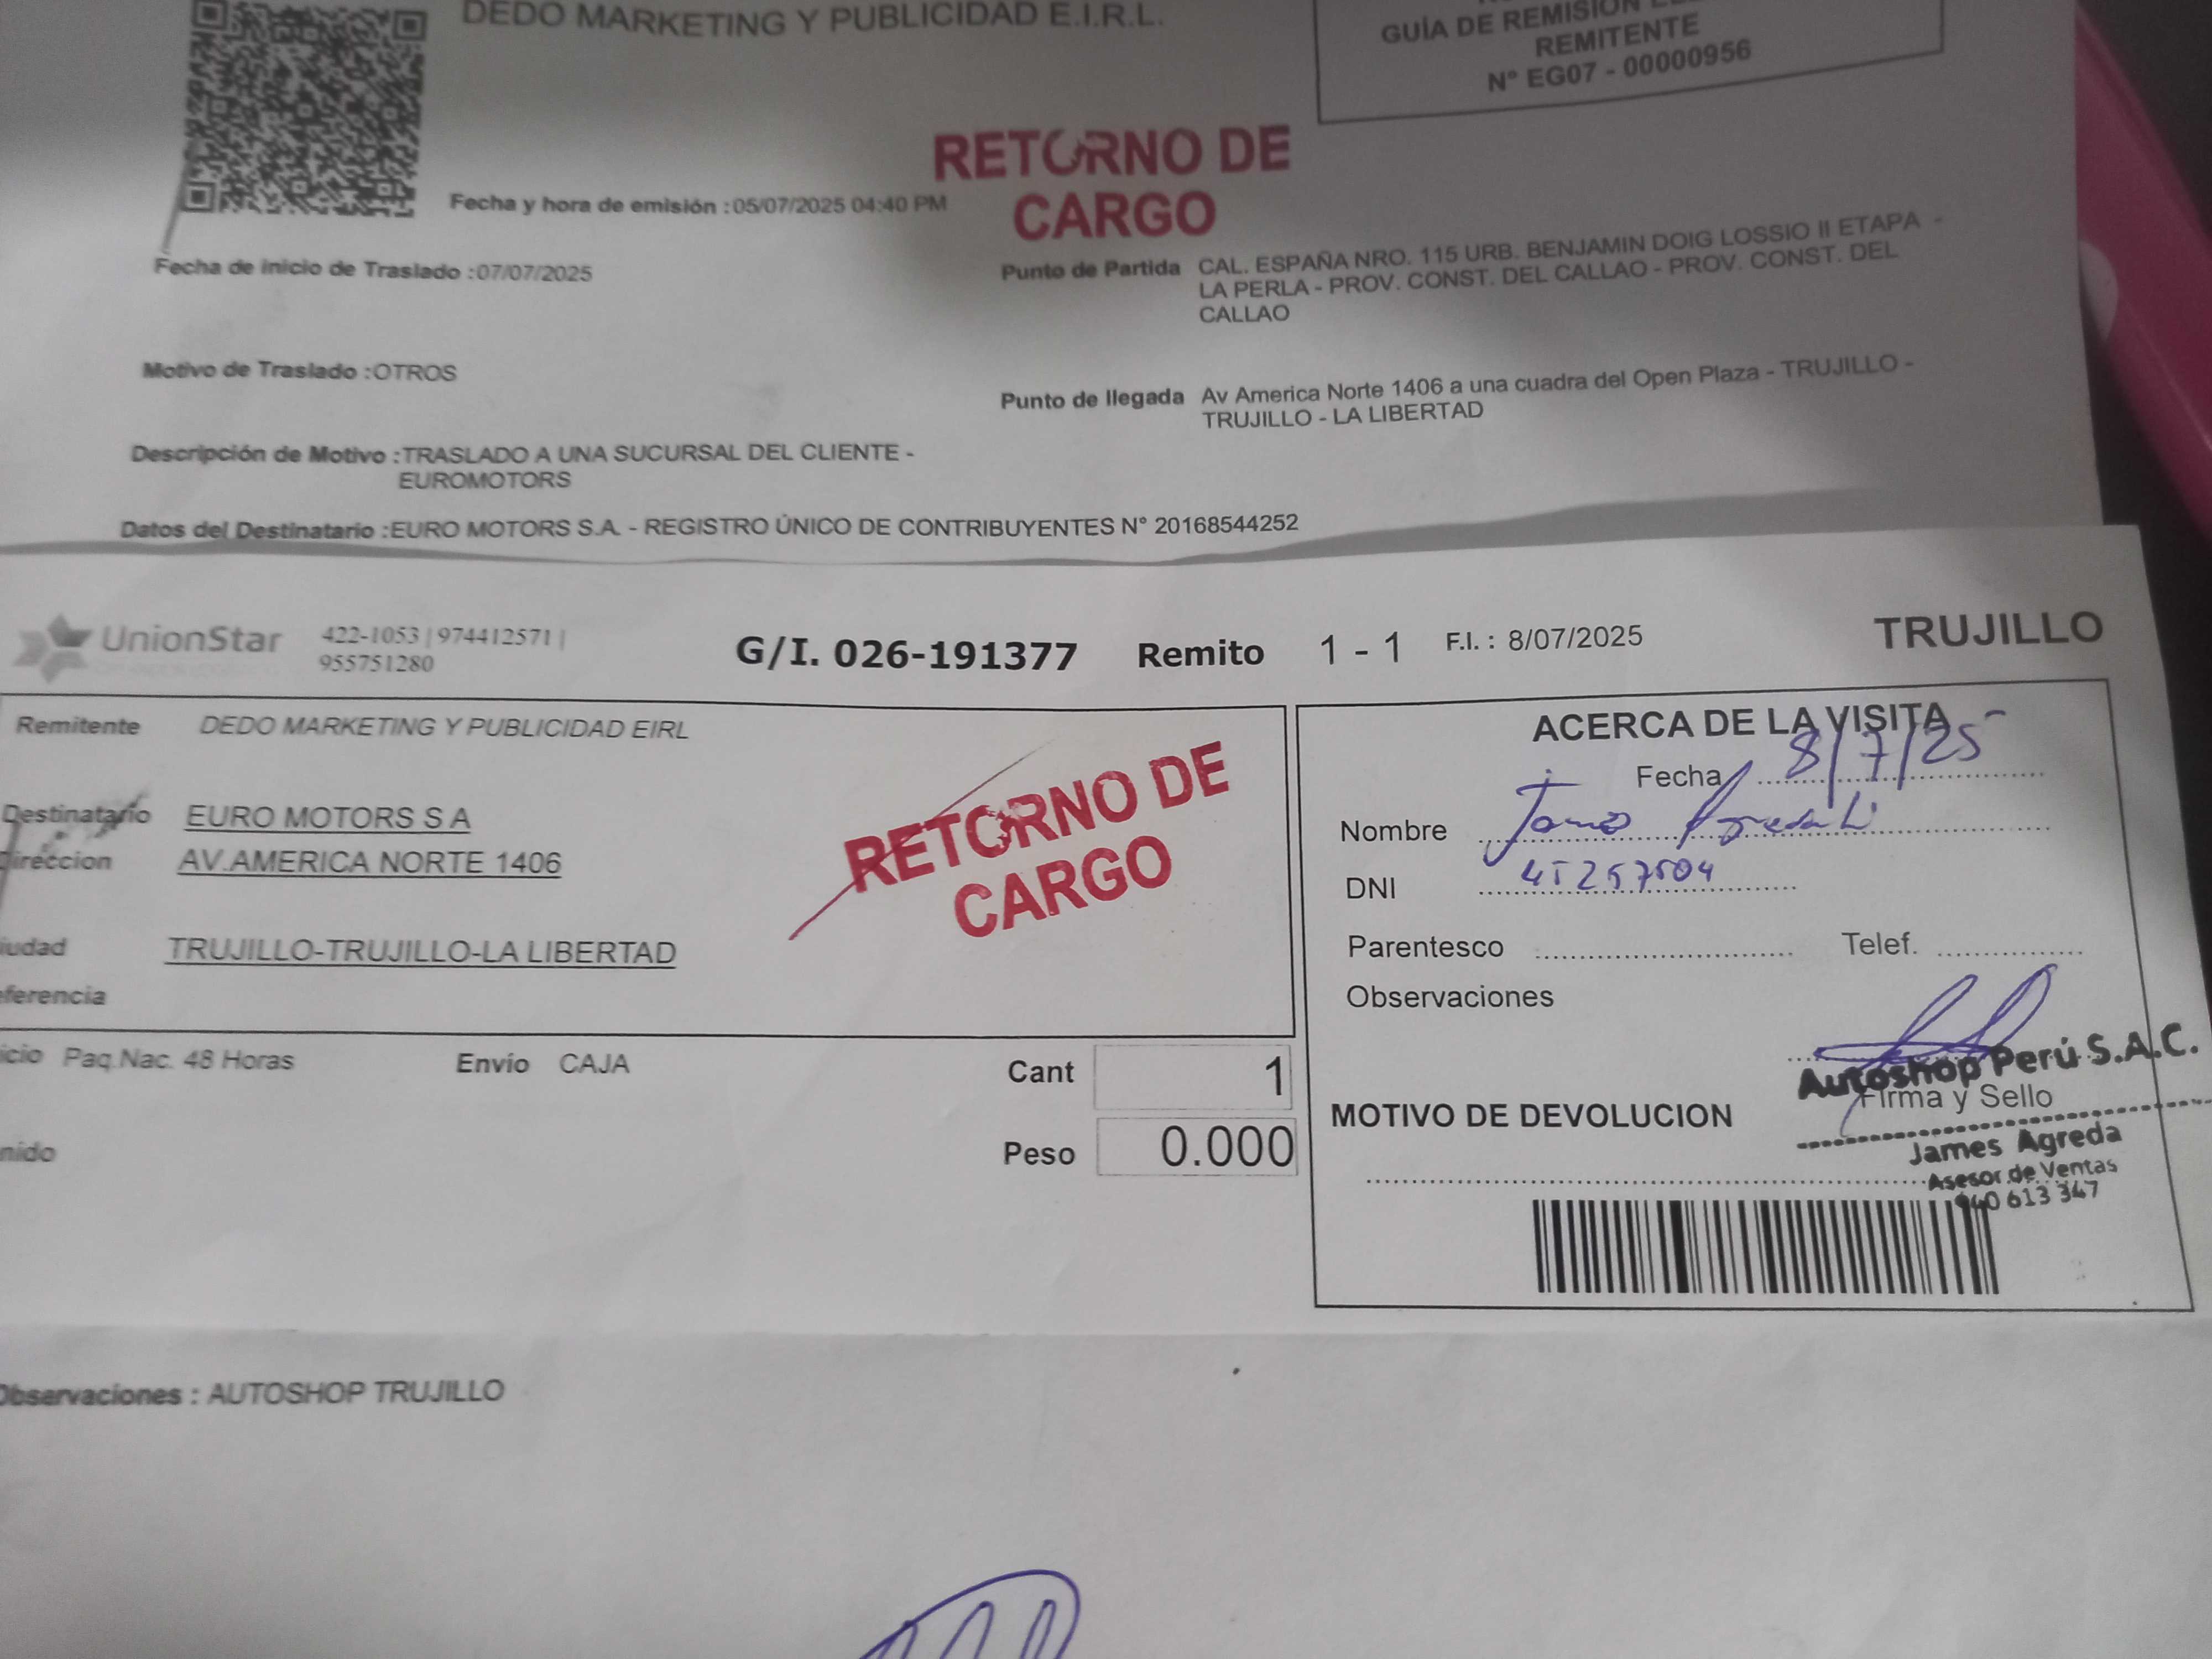 DEDO MARKETING Y PUBLICIDAD E.I.R.L.
GUÍA DE REMISIÓN
REMITENTE
N° EG07 - 00000956
RETORNO DE
CARGO
Fecha y hora de emisión :05/07/2025 04:40 PM
Fecha de inicio de Traslado :07/07/2025
Punto de Partida CAL. ESPAÑA NRO. 115 URB. BENJAMIN DOIG LOSSIO II ETAPA -
LA PERLA - PROV. CONST. DEL CALLAO - PROV. CONST. DEL
CALLAO
Motivo de Traslado :OTROS
Punto de llegada Av America Norte 1406 a una cuadra del Open Plaza - TRUJILLO -
TRUJILLO - LA LIBERTAD
Descripción de Motivo :TRASLADO A UNA SUCURSAL DEL CLIENTE -
EUROMOTORS
Datos del Destinatario :EURO MOTORS S.A. - REGISTRO ÚNICO DE CONTRIBUYENTES N° 20168544252
UnionStar
422-1053 | 974412571 |
955751280
G/I. 026-191377 Remito 1 - 1 F.I. : 8/07/2025
TRUJILLO
Remitente DEDO MARKETING Y PUBLICIDAD EIRL
Destinatario EURO MOTORS S A
Direccion AV.AMERICA NORTE 1406
iudad TRUJILLO-TRUJILLO-LA LIBERTAD
eferencia
RETORNO DE
CARGO
icio Paq.Nac. 48 Horas Envío CAJA
Cant 1
Peso 0.000
nido
ACERCA DE LA VISITA
Fecha 8/7/25
Nombre
DNI
Parentesco Telef.
Observaciones
Autoshop Perú S.A.C.
Firma y Sello
MOTIVO DE DEVOLUCION
James Agreda
Asesor de Ventas
940 613 347
Observaciones : AUTOSHOP TRUJILLO